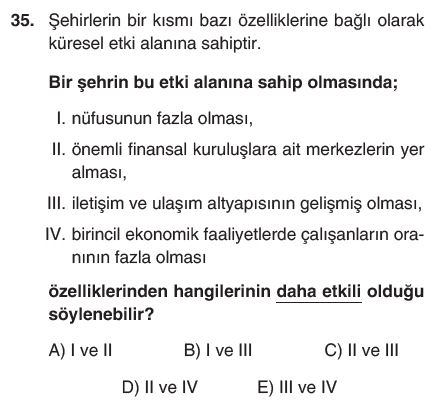 35. Şehirlerin bir kısmı bazı özelliklerine bağlı olarak
küresel etki alanına sahiptir.
Bir şehrin bu etki alanına sahip olmasında;
I. nüfusunun fazla olması,
II. önemli finansal kuruluşlara ait merkezlerin yer
alması,
III. iletişim ve ulaşım altyapısının gelişmiş olması,
IV. birincil ekonomik faaliyetlerde çalışanların ora-
nının fazla olması
özelliklerinden hangilerinin daha etkili olduğu
söylenebilir?
A) I ve II B) I ve III C) II ve III
D) II ve IV E) III ve IV